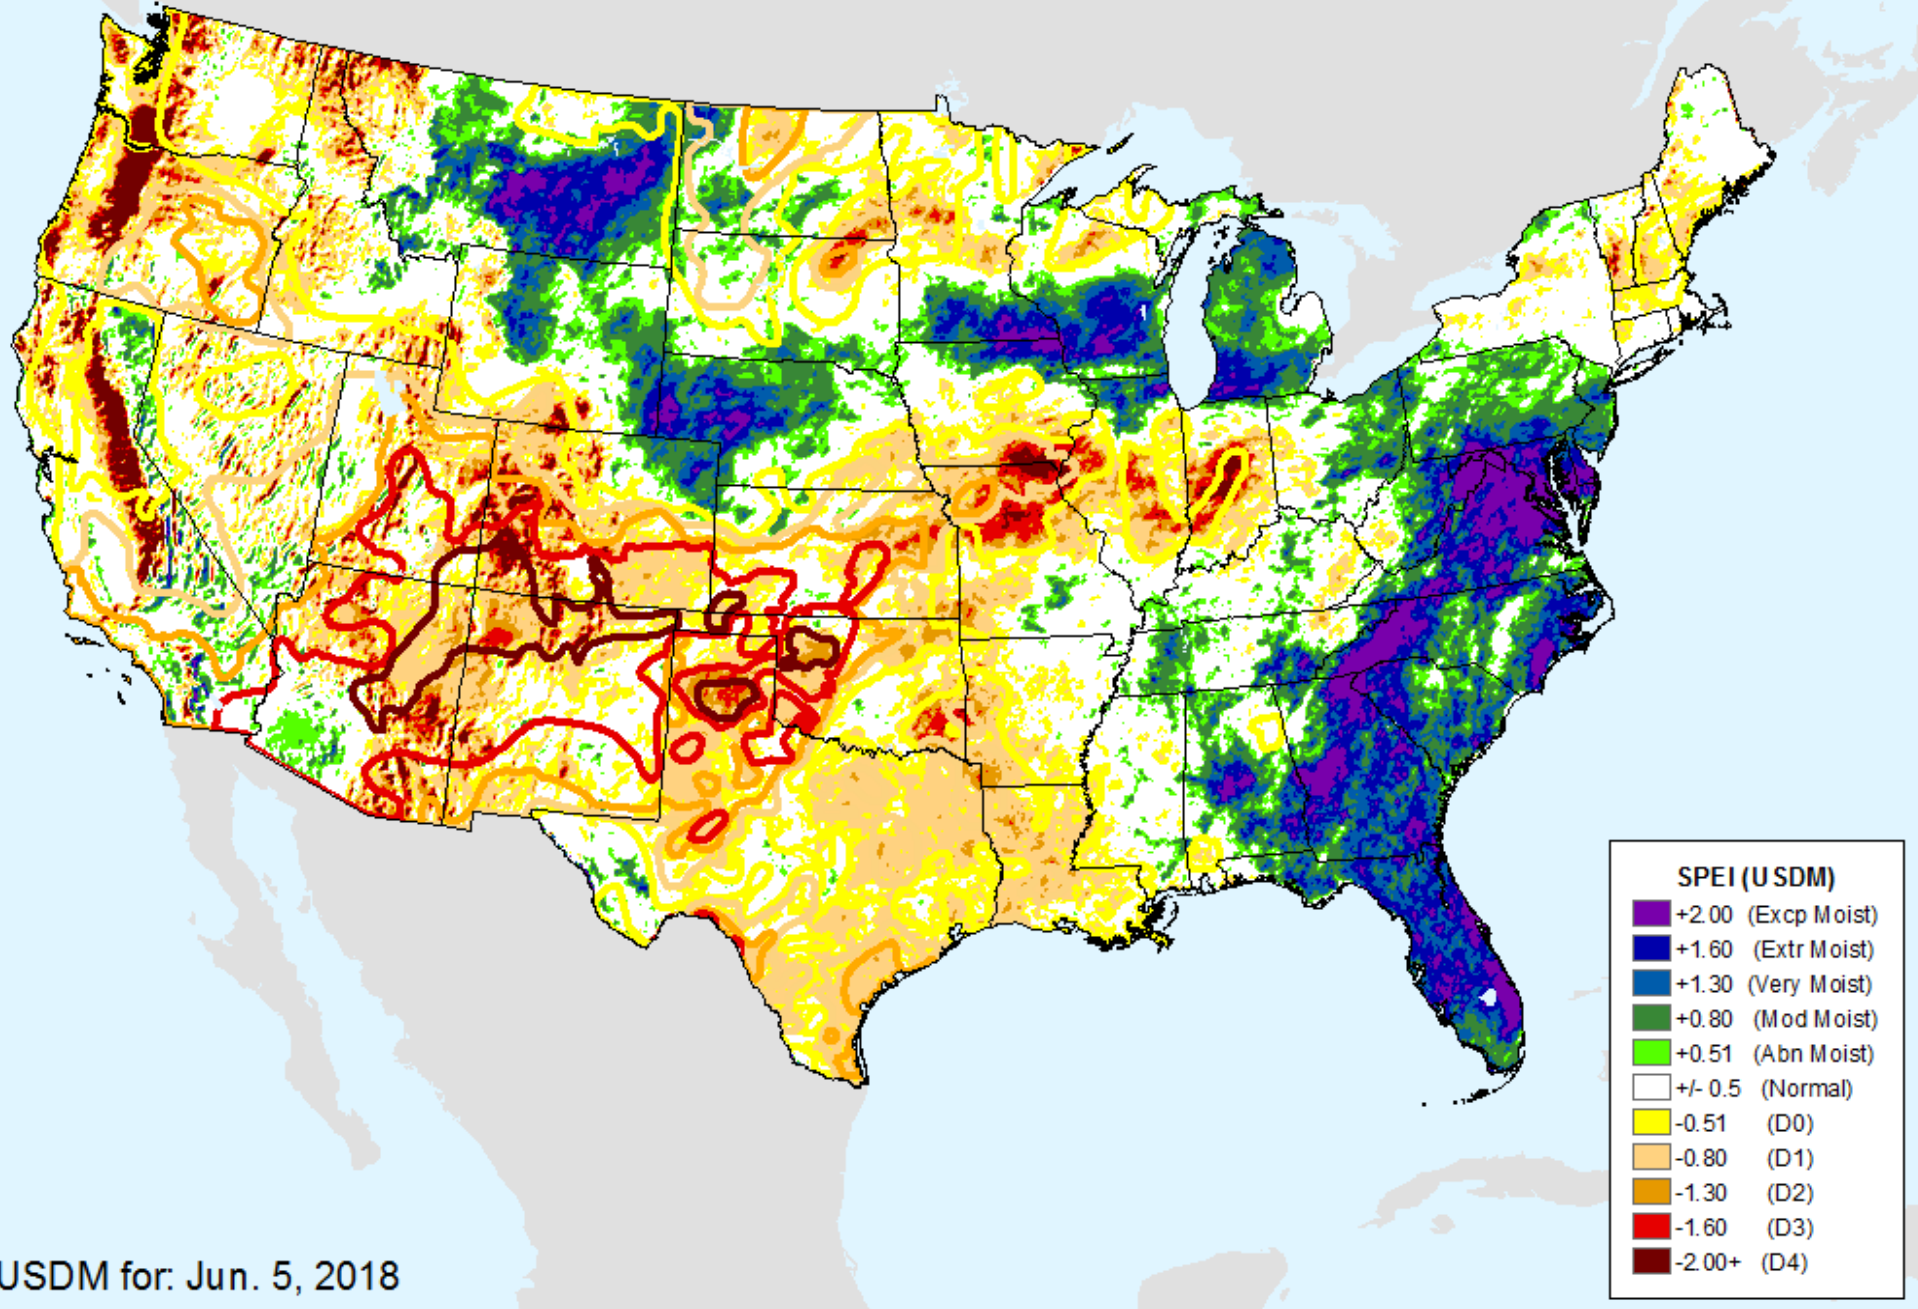 SPEI (USDM)
+2.00 (Excp Moist)
+1.60 (Extr Moist)
+1.30 (Very Moist)
+0.80 (Mod Moist)
+0.51 (Abn Moist)
+/- 0.5 (Normal)
-0.51 (D0)
-0.80 (D1)
-1.30 (D2)
-1.60 (D3)
-2.00+ (D4)
USDM for: Jun. 5, 2018